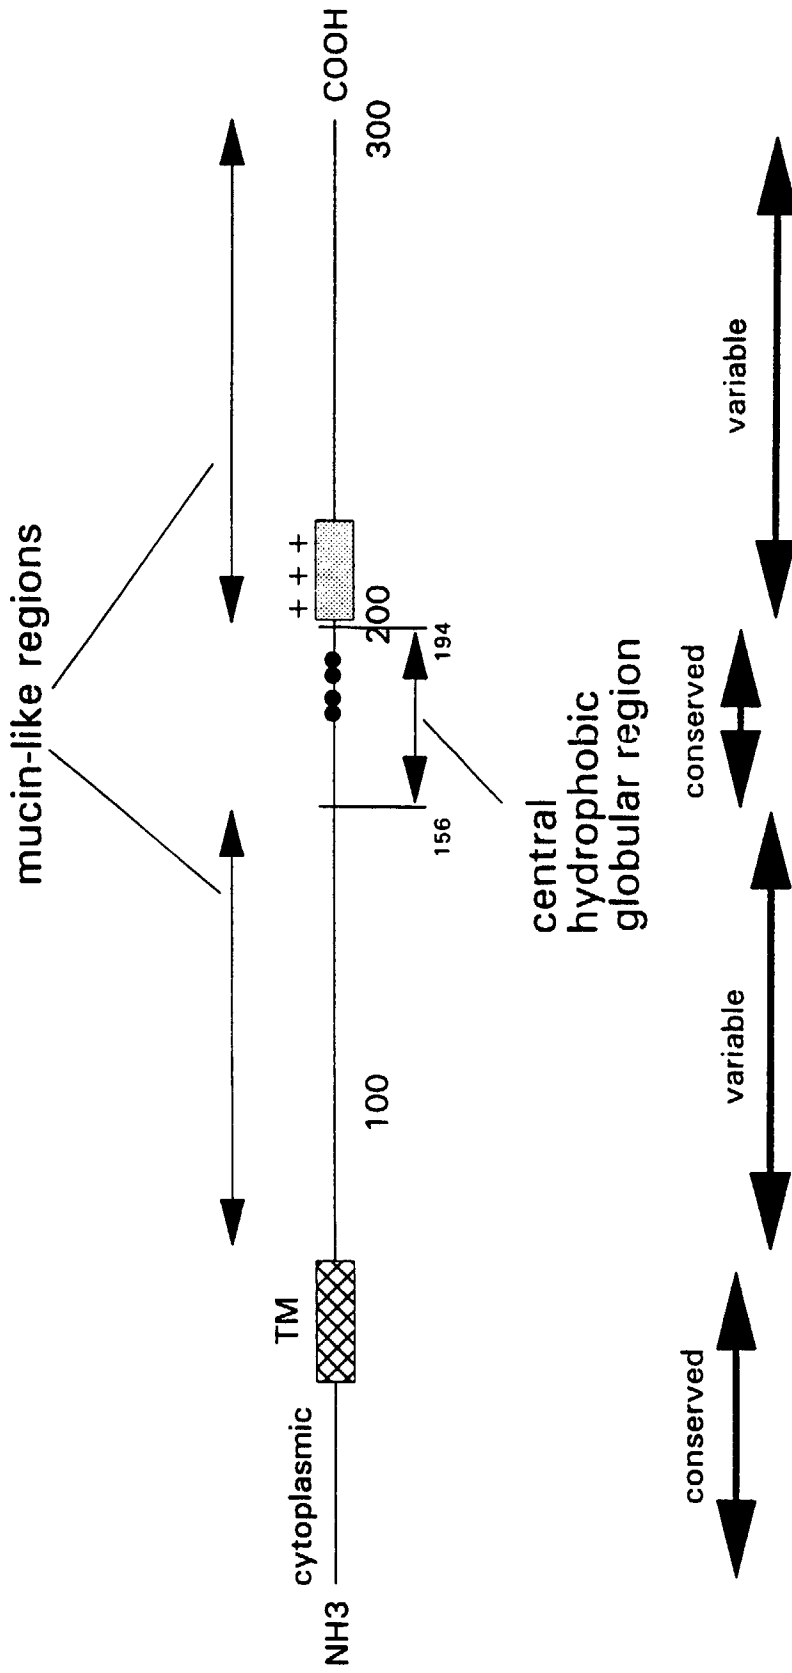 mucin-like regions
+ + +
TM
cytoplasmic
NH3
COOH
100
200
300
156
194
central
hydrophobic
globular region
conserved
variable
conserved
variable